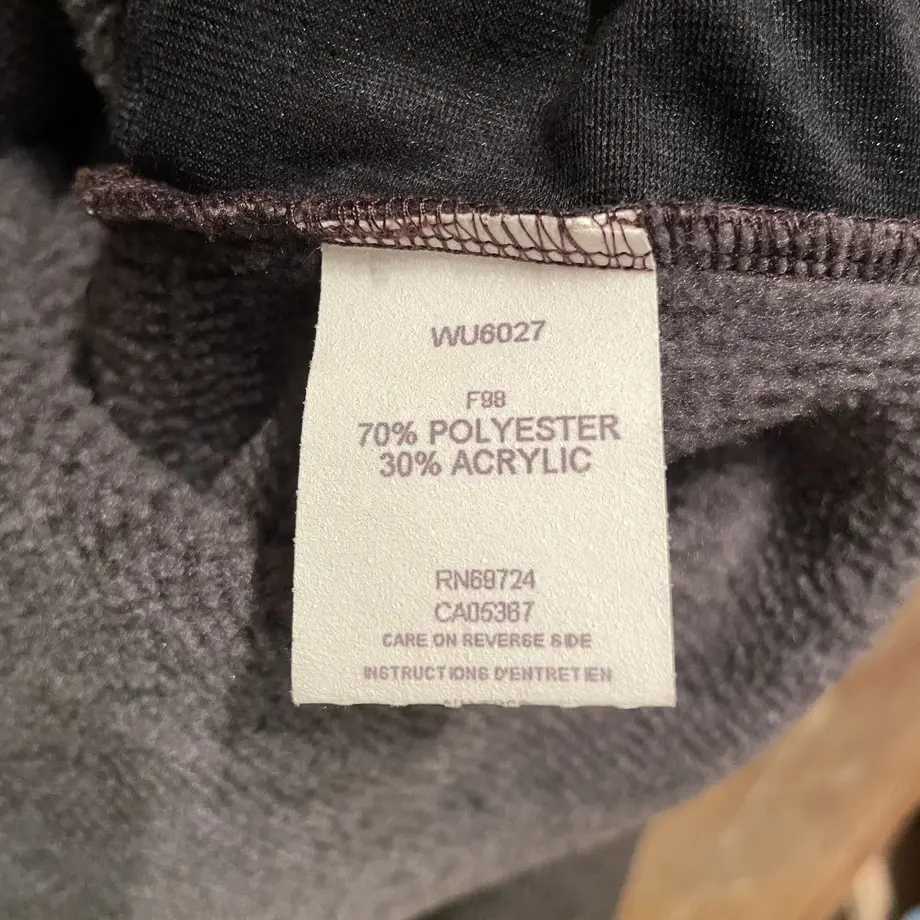 WU6027
F98
70% POLYESTER
30% ACRYLIC
RN69724
CA05367
CARE ON REVERSE SIDE
INSTRUCTIONS D'ENTRETIEN